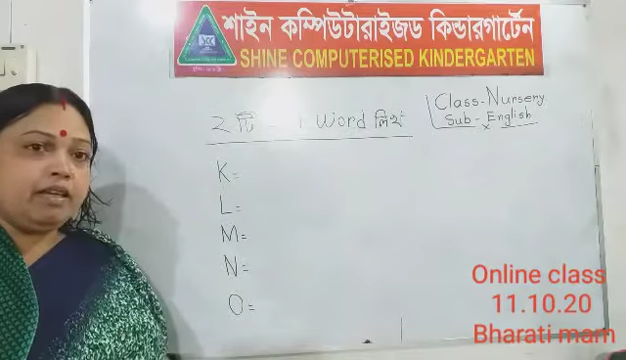 শাইন কম্পিউটারাইজড কিন্ডারগার্টেন
SHINE COMPUTERISED KINDERGARTEN
Class-Nursery
Sub-English
২ টি Word লিখ
K=
L=
M=
N=
O=
Online class
11.10.20
Bharati mam